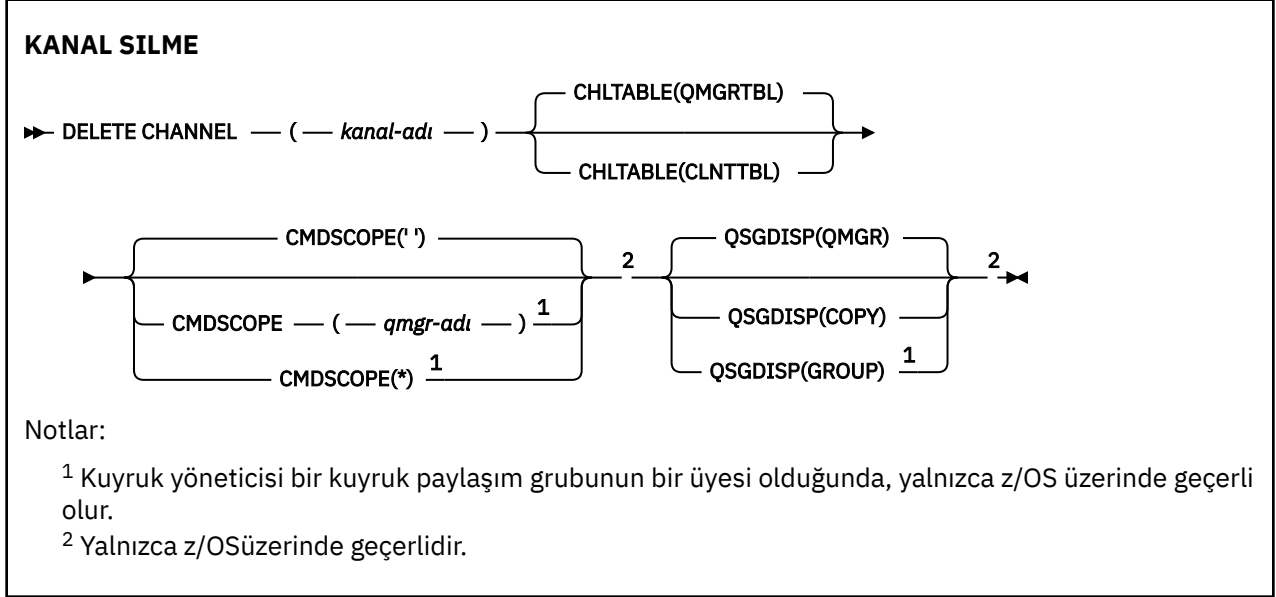 KANAL SILME
CHLTABLE(QMGRTBL)
DELETE CHANNEL ( kanal-adı )
CHLTABLE(CLNTTBL)
CMDSCOPE(' ') 2 QSGDISP(QMGR) 2
CMDSCOPE ( qmgr-adı ) 1 QSGDISP(COPY)
CMDSCOPE(*) 1 QSGDISP(GROUP) 1
Notlar:
1 Kuyruk yöneticisi bir kuyruk paylaşım grubunun bir üyesi olduğunda, yalnızca z/OS üzerinde geçerli
olur.
2 Yalnızca z/OSüzerinde geçerlidir.